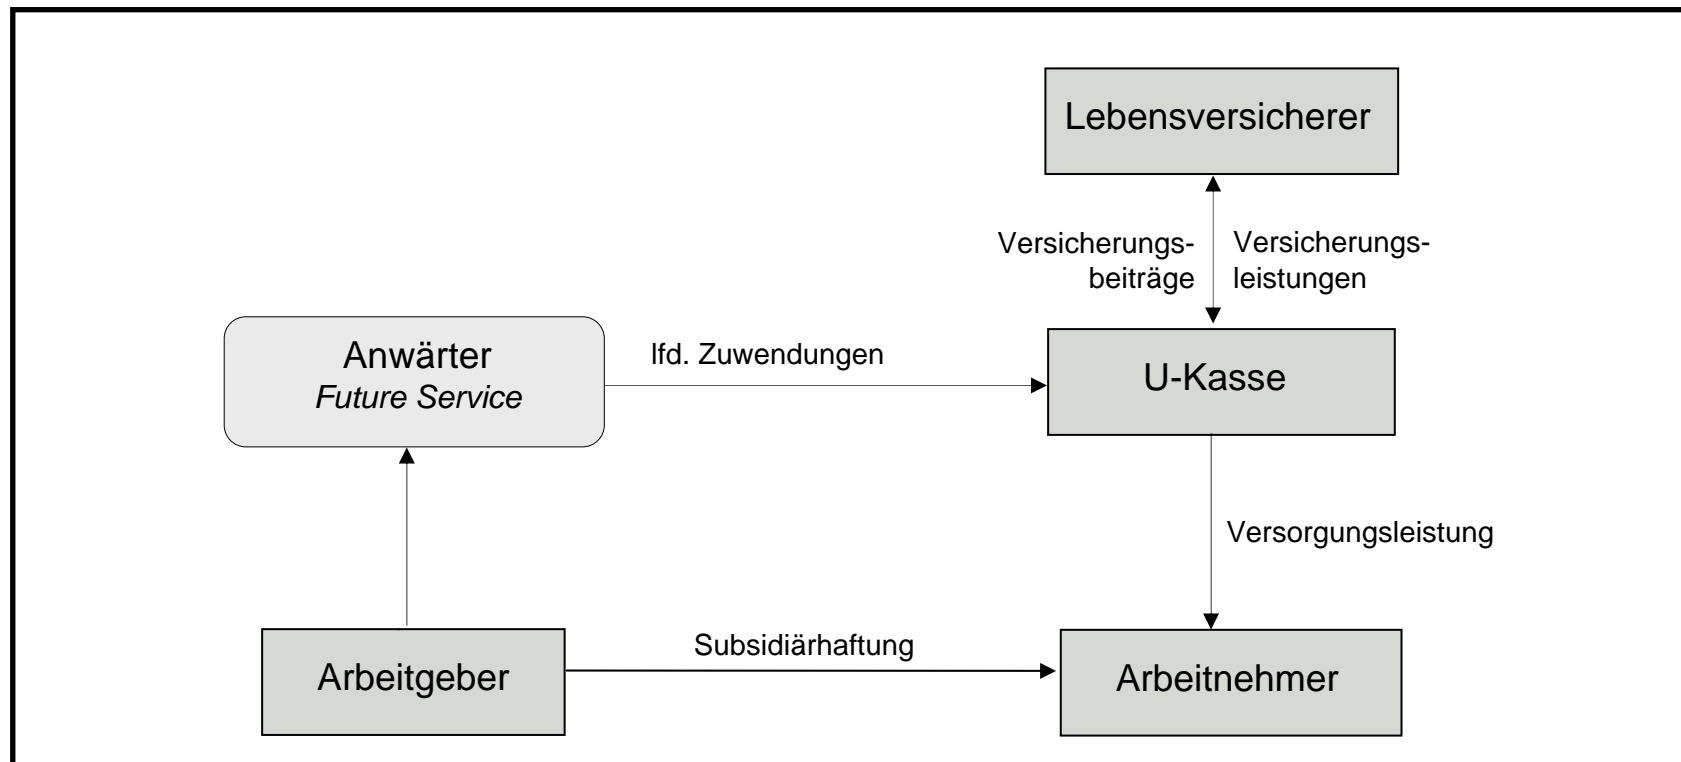 Lebensversicherer
Versicherungs-
beiträge
Versicherungs-
leistungen
Anwärter
Future Service
lfd. Zuwendungen
U-Kasse
Versorgungsleistung
Subsidiärhaftung
Arbeitgeber
Arbeitnehmer